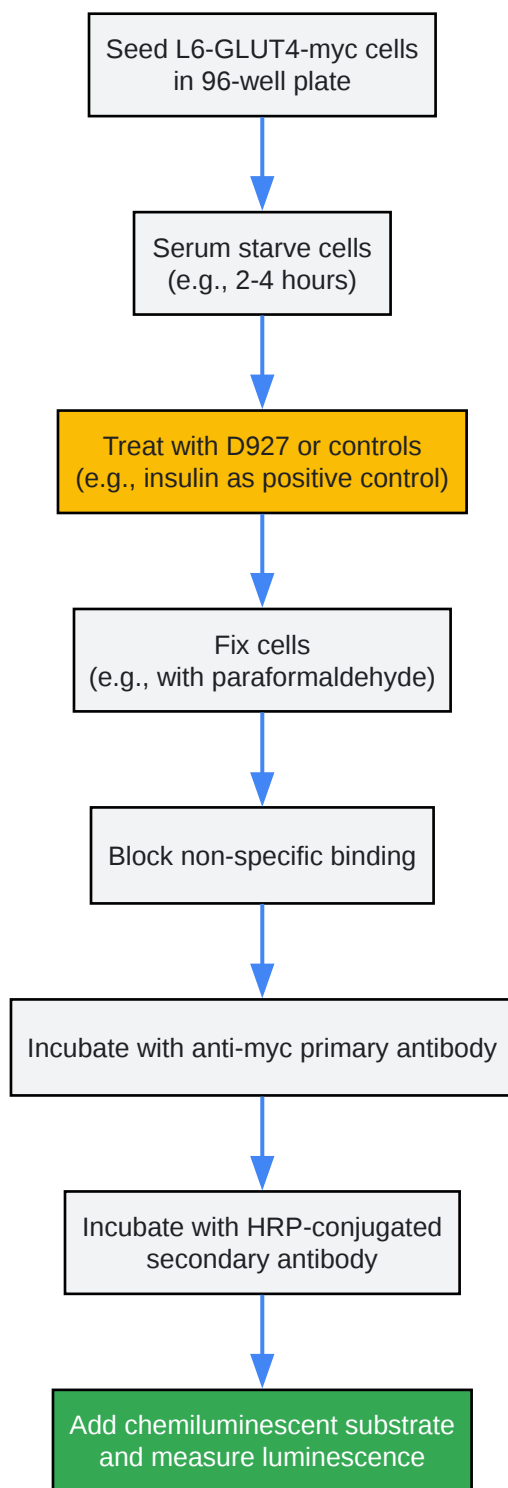 Seed L6-GLUT4-myc cells
in 96-well plate
Serum starve cells
(e.g., 2-4 hours)
Treat with D927 or controls
(e.g., insulin as positive control)
Fix cells
(e.g., with paraformaldehyde)
Block non-specific binding
Incubate with anti-myc primary antibody
Incubate with HRP-conjugated
secondary antibody
Add chemiluminescent substrate
and measure luminescence